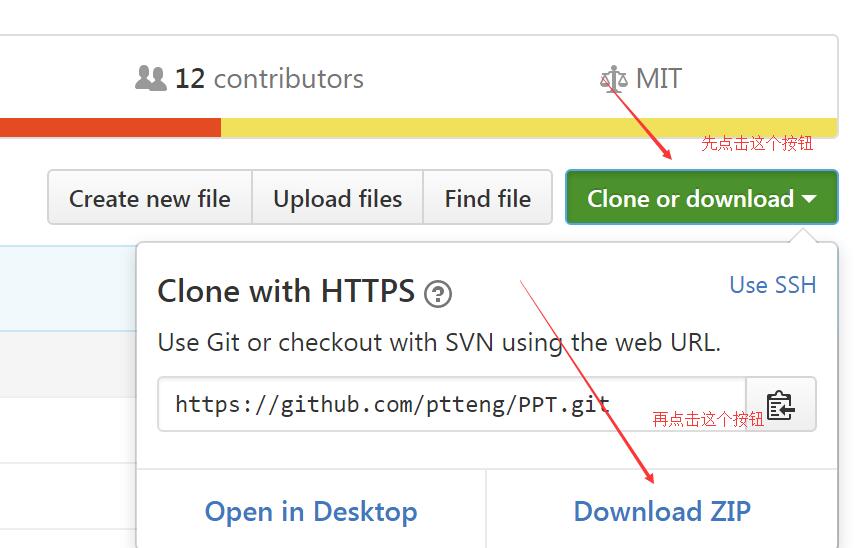 12 contributors
MIT
先点击这个按钮
Create new file
Upload files
Find file
Clone or download
Clone with HTTPS ?
Use SSH
Use Git or checkout with SVN using the web URL.
https://github.com/ptteng/PPT.git
再点击这个按钮
Open in Desktop
Download ZIP